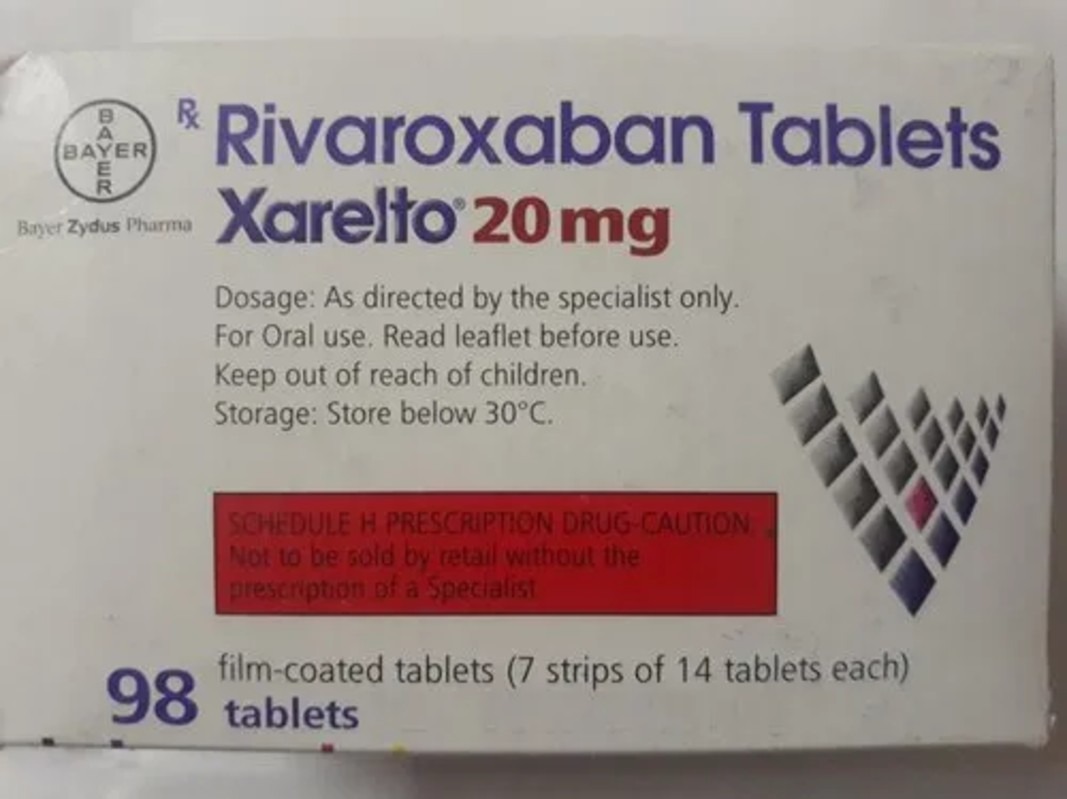 BAYER
BAYER
Bayer Zydus Pharma
Rx Rivaroxaban Tablets
Xarelto® 20 mg
Dosage: As directed by the specialist only.
For Oral use. Read leaflet before use.
Keep out of reach of children.
Storage: Store below 30°C.
SCHEDULE H PRESCRIPTION DRUG-CAUTION:
Not to be sold by retail without the
prescription of a Specialist
98 film-coated tablets (7 strips of 14 tablets each)
tablets